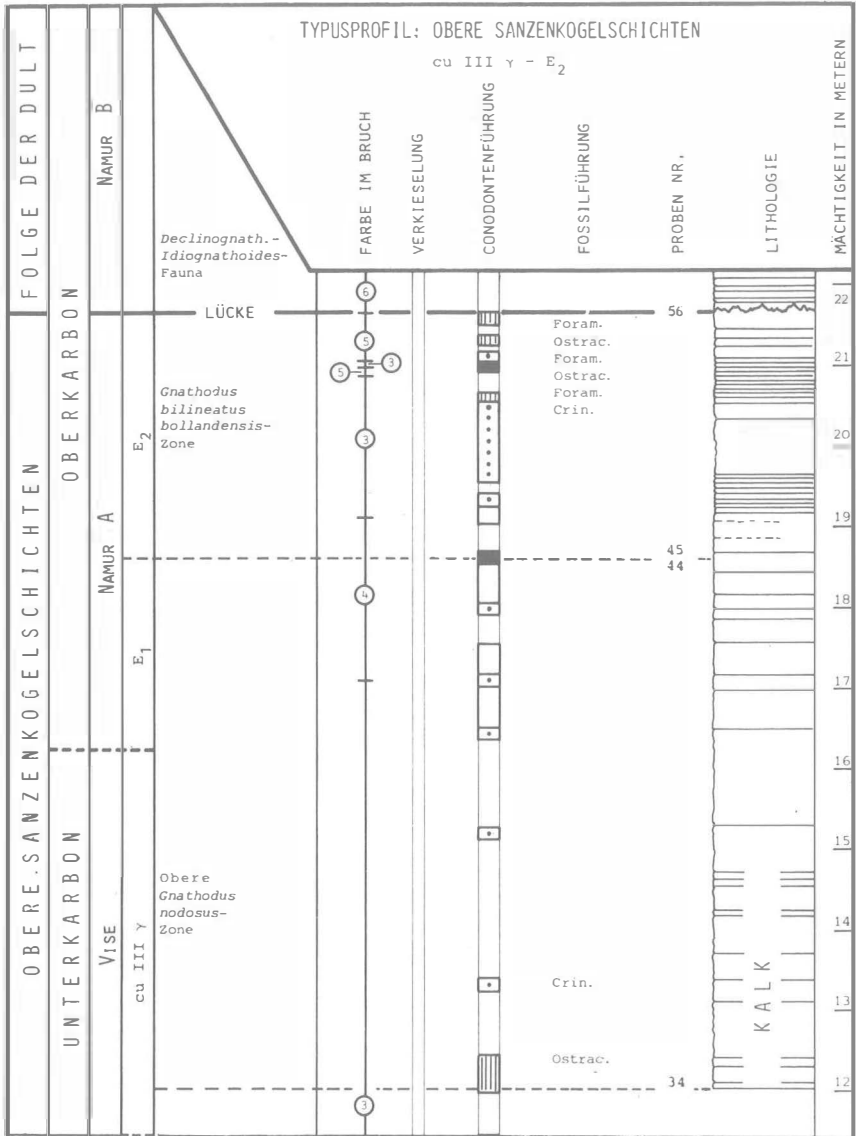 TYPUSPROFIL: OBERE SANZENKOGELSCHICHTEN
cu III γ - E2
FOLGE DER DULT
OBERE SANZENKOGELSCHICHTEN
OBERKARBON
UNTERKARBON
NAMUR B
NAMUR A
VISE
E2
E1
cu III γ
FARBE IM BRUCH
VERKIESELUNG
CONODONTENFÜHRUNG
FOSSILFÜHRUNG
PROBEN NR,
LITHOLOGIE
MÄCHTIGKEIT IN METERN
Declinognath.-
Idiognathoides-
Fauna
LÜCKE
Gnathodus
bilineatus
bollandensis-
Zone
Obere
Gnathodus
nodosus-
Zone
6
5
3
5
3
4
3
Foram.
Ostrac.
Foram.
Ostrac.
Foram.
Crin.
Crin.
Ostrac.
56
45
44
34
KALK
22
21
20
19
18
17
16
15
14
13
12